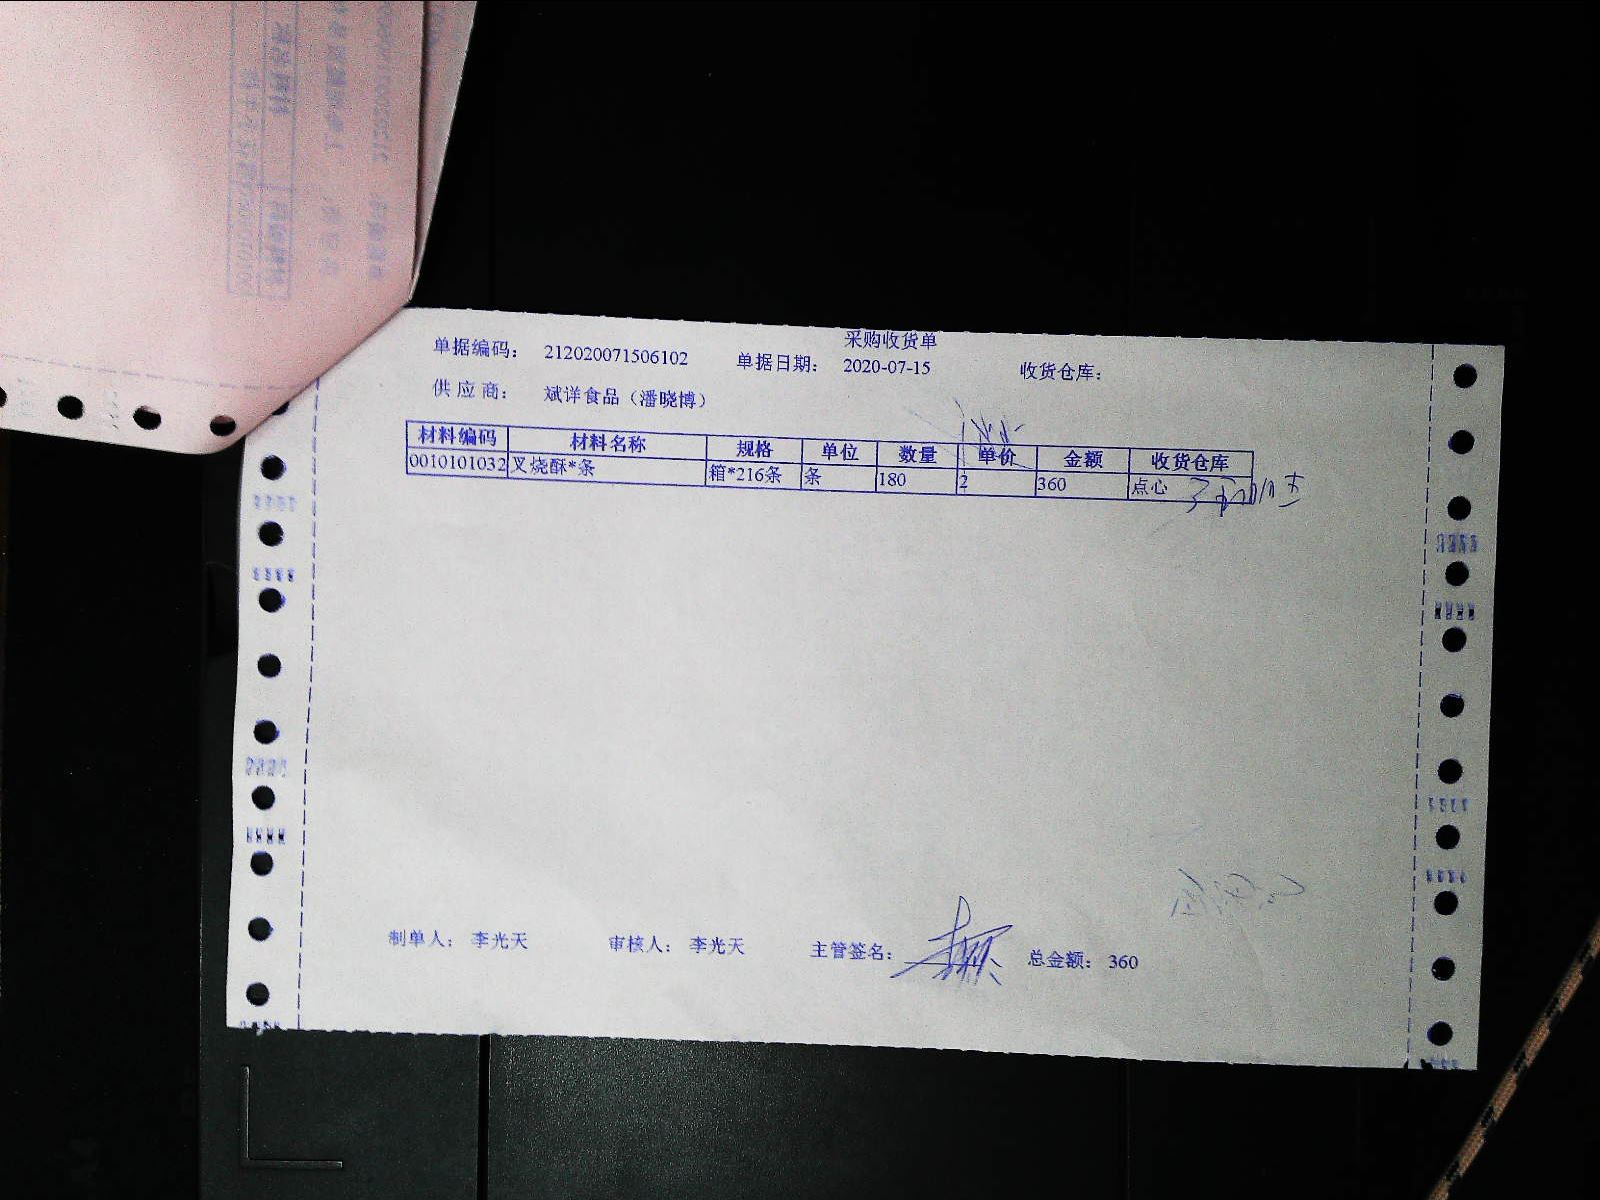 采购收货单
单据编码： 212020071506102 单据日期： 2020-07-15 收货仓库：
供 应 商： 斌洋食品（潘晓博）
材料编码 材料名称 规格 单位 数量 单价 金额 收货仓库
0010101032 叉烧酥*条 箱*216条 条 180 2 360 点心
制单人： 李光天 审核人： 李光天 主管签名： 总金额： 360